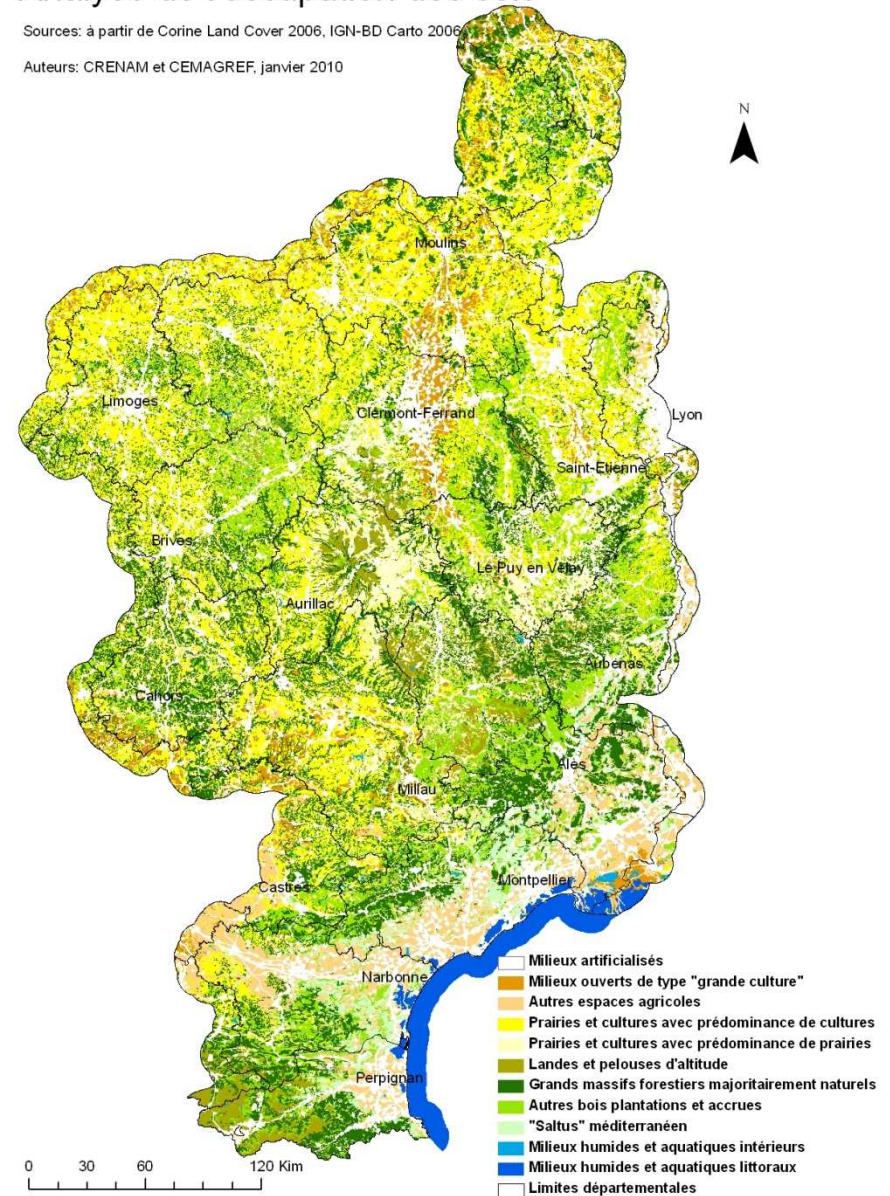 Sources: à partir de Corine Land Cover 2006, IGN-BD Carto 2006
Auteurs: CRENAM et CEMAGREF, janvier 2010
N
Moulins
Limoges
Clermont-Ferrand
Lyon
Saint-Etienne
Brives
Le Puy en Velay
Aurillac
Aubenas
Cahors
Alès
Millau
Castres
Montpellier
Narbonne
Perpignan
Milieux artificialisés
Milieux ouverts de type "grande culture"
Autres espaces agricoles
Prairies et cultures avec prédominance de cultures
Prairies et cultures avec prédominance de prairies
Landes et pelouses d'altitude
Grands massifs forestiers majoritairement naturels
Autres bois plantations et accrues
"Saltus" méditerranéen
Milieux humides et aquatiques intérieurs
Milieux humides et aquatiques littoraux
Limites départementales
0 30 60 120 Kim